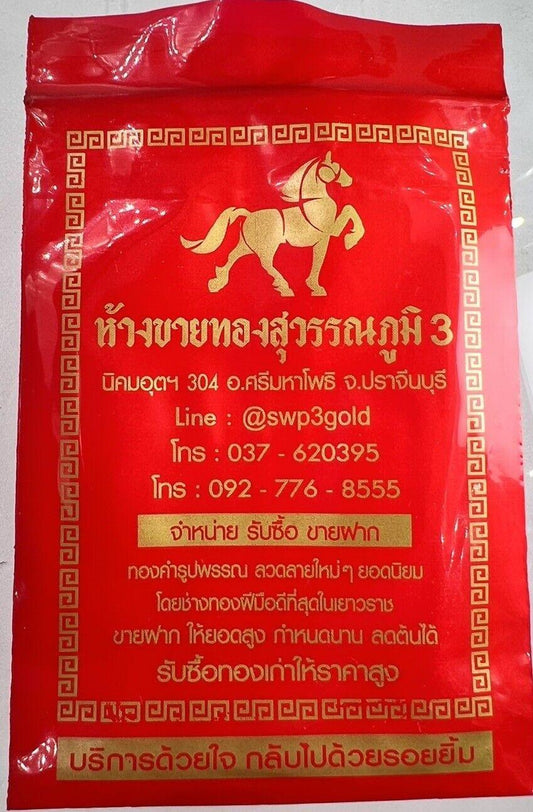 ห้างขายทองสุวรรณภูมิ 3
นิคมอุตฯ 304 อ.ศรีมหาโพธิ จ.ปราจีนบุรี
Line : @swp3gold
โทร : 037 - 620395
โทร : 092 - 776 - 8555
จำหน่าย รับซื้อ ขายฝาก
ทองคำรูปพรรณ ลวดลายใหม่ๆ ยอดนิยม
โดยช่างทองฝีมือดีที่สุดในเยาวราช
ขายฝาก ให้ยอดสูง กำหนดนาน ลดต้นได้
รับซื้อทองเก่าให้ราคาสูง
บริการด้วยใจ กลับไปด้วยรอยยิ้ม